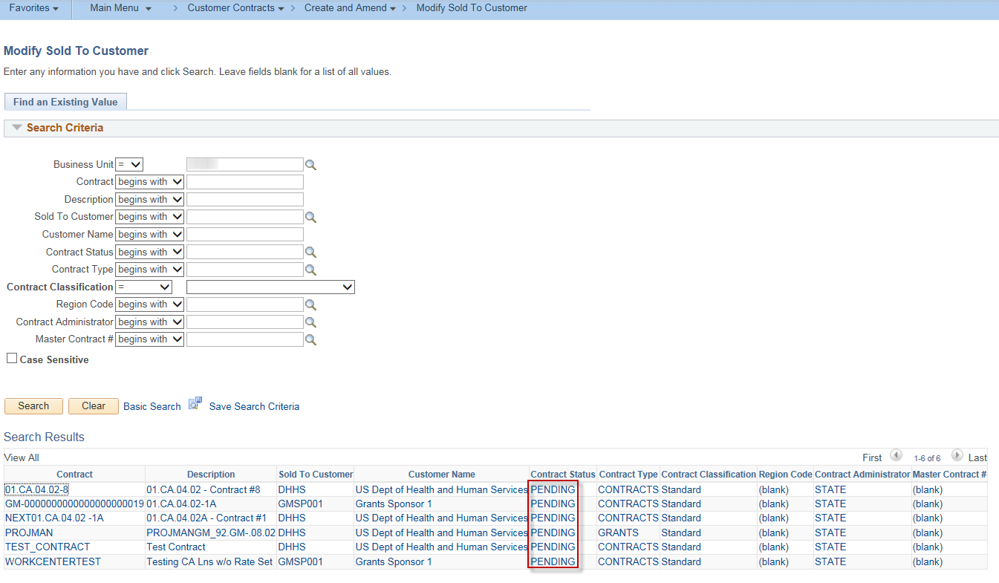 Favorites Main Menu > Customer Contracts > Create and Amend > Modify Sold To Customer
Modify Sold To Customer
Enter any information you have and click Search. Leave fields blank for a list of all values.
Find an Existing Value
Search Criteria
Business Unit =
Contract begins with
Description begins with
Sold To Customer begins with
Customer Name begins with
Contract Status begins with
Contract Type begins with
Contract Classification =
Region Code begins with
Contract Administrator begins with
Master Contract # begins with
Case Sensitive
Search Clear Basic Search Save Search Criteria
Search Results
View All First 1-6 of 6 Last
Contract Description Sold To Customer Customer Name Contract Status Contract Type Contract Classification Region Code Contract Administrator Master Contract #
01.CA.04.02-8 01.CA.04.02 - Contract #8 DHHS US Dept of Health and Human Services PENDING CONTRACTS Standard (blank) STATE (blank)
GM-0000000000000000000019 01.CA.04.02-1A GMSP001 Grants Sponsor 1 PENDING CONTRACTS Standard (blank) STATE (blank)
NEXT01.CA.04.02 -1A 01.CA.04.02A - Contract #1 DHHS US Dept of Health and Human Services PENDING CONTRACTS Standard (blank) STATE (blank)
PROJMAN PROJMANGM_92.GM-.08.02 DHHS US Dept of Health and Human Services PENDING GRANTS Standard (blank) STATE (blank)
TEST_CONTRACT Test Contract DHHS US Dept of Health and Human Services PENDING CONTRACTS Standard (blank) STATE (blank)
WORKCENTERTEST Testing CA Lns w/o Rate Set GMSP001 Grants Sponsor 1 PENDING CONTRACTS Standard (blank) STATE (blank)